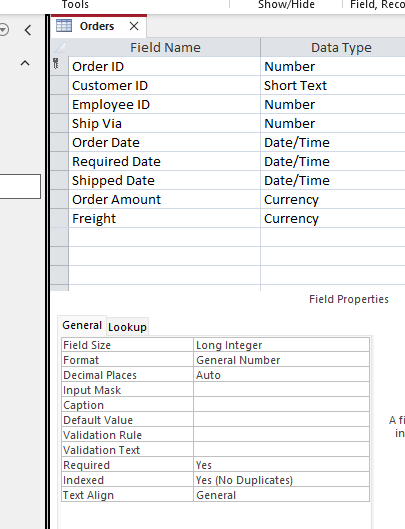 Tools Show/Hide Field, Reco
Orders
Field Name Data Type
Order ID Number
Customer ID Short Text
Employee ID Number
Ship Via Number
Order Date Date/Time
Required Date Date/Time
Shipped Date Date/Time
Order Amount Currency
Freight Currency
Field Properties
General Lookup
Field Size Long Integer
Format General Number
Decimal Places Auto
Input Mask
Caption
Default Value
Validation Rule
Validation Text
Required Yes
Indexed Yes (No Duplicates)
Text Align General
A fi
in